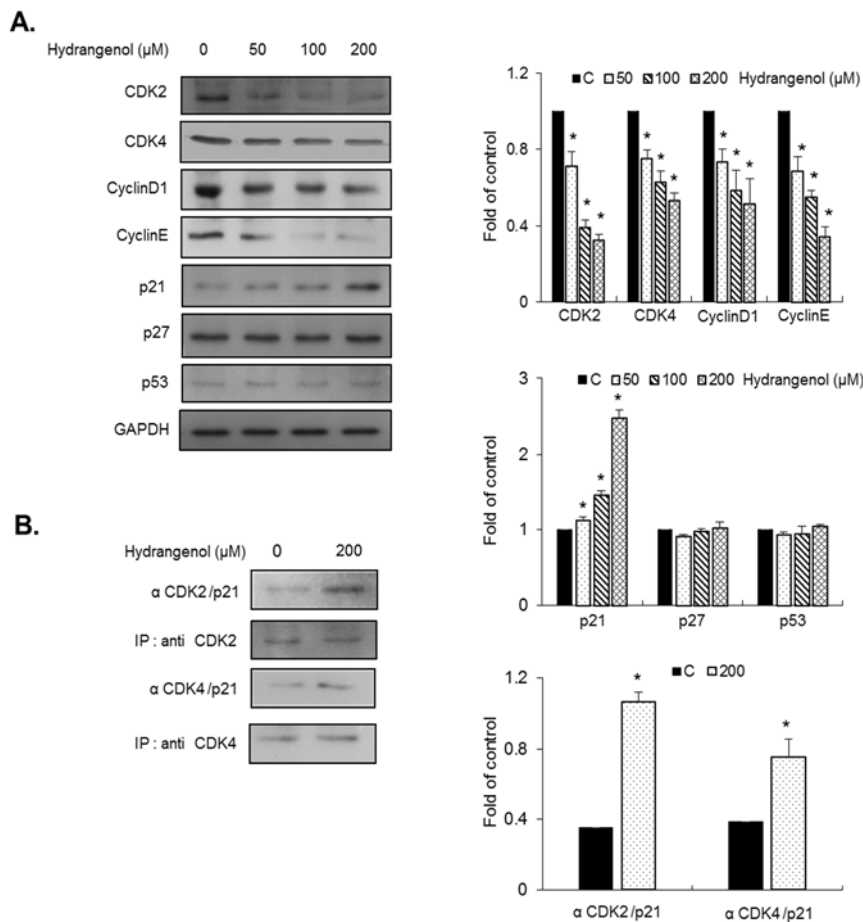 A.
Hydrangenol (µM) 0 50 100 200
CDK2
CDK4
CyclinD1
CyclinE
p21
p27
p53
GAPDH
1.2
0.8
0.4
0
Fold of control
C 50 100 200 Hydrangenol (µM)
* * * * * * * * * * * *
CDK2 CDK4 CyclinD1 CyclinE
3
2
1
0
Fold of control
C 50 100 200 Hydrangenol (µM)
* * *
p21 p27 p53
B.
Hydrangenol (µM) 0 200
α CDK2/p21
IP : anti CDK2
α CDK4/p21
IP : anti CDK4
1.2
0.8
0.4
0
Fold of control
C 200
* *
α CDK2/p21 α CDK4/p21